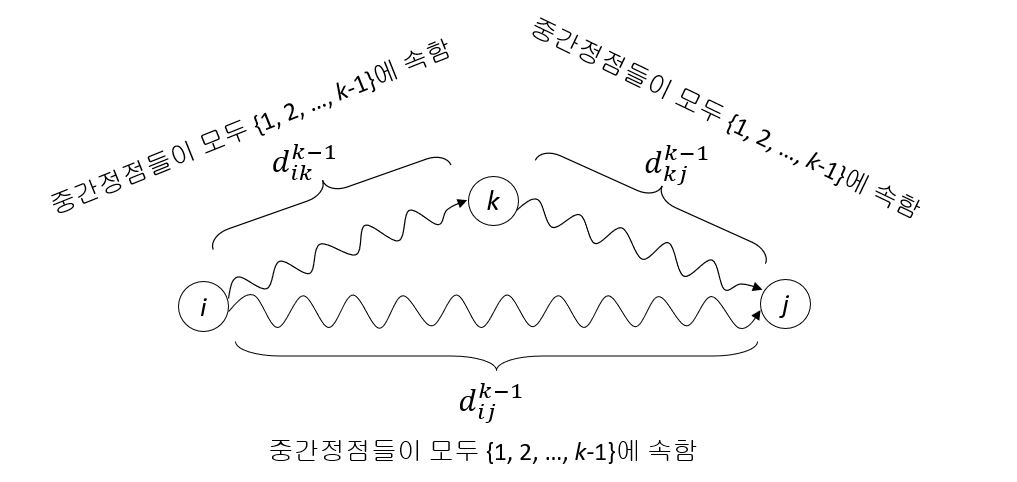 중간정점들이 모두 {1, 2, ..., k-1}에 속함
중간정점들이 모두 {1, 2, ..., k-1}에 속함
d_{ik}^{k-1}
d_{kj}^{k-1}
k
i
j
d_{ij}^{k-1}
중간정점들이 모두 {1, 2, ..., k-1}에 속함